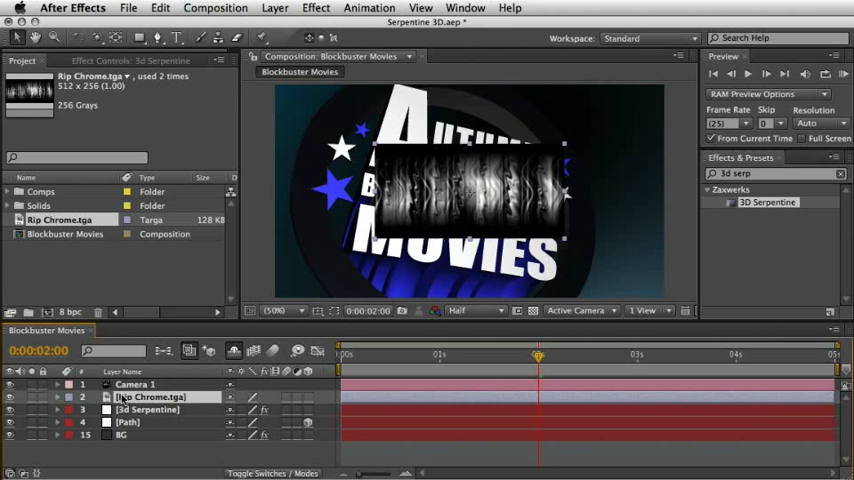 After Effects File Edit Composition Layer Effect Animation View Window Help
Serpentine 3D.aep *
Workspace: Standard
Search Help
Project Effect Controls: 3d Serpentine
Rip Chrome.tga ▾ , used 2 times
512 x 256 (1.00)
256 Grays
Name Type Size
Comps Folder
Solids Folder
Rip Chrome.tga Targa 128 KB
Blockbuster Movies Composition
8 bpc
Composition: Blockbuster Movies
Blockbuster Movies
AUTUMN
B
MOVIES
(50%) 0:00:02:00 Half Active Camera 1 View
Preview
RAM Preview Options
Frame Rate Skip Resolution
(25) 0 Auto
From Current Time Full Screen
Effects & Presets
3d serp
Zaxwerks
3D Serpentine
Blockbuster Movies
0:00:02:00
# Layer Name
:00s 01s 03s 04s 05s
1 Camera 1
2 [Rip Chrome.tga]
3 [3d Serpentine]
4 [Path]
15 BG
Toggle Switches / Modes